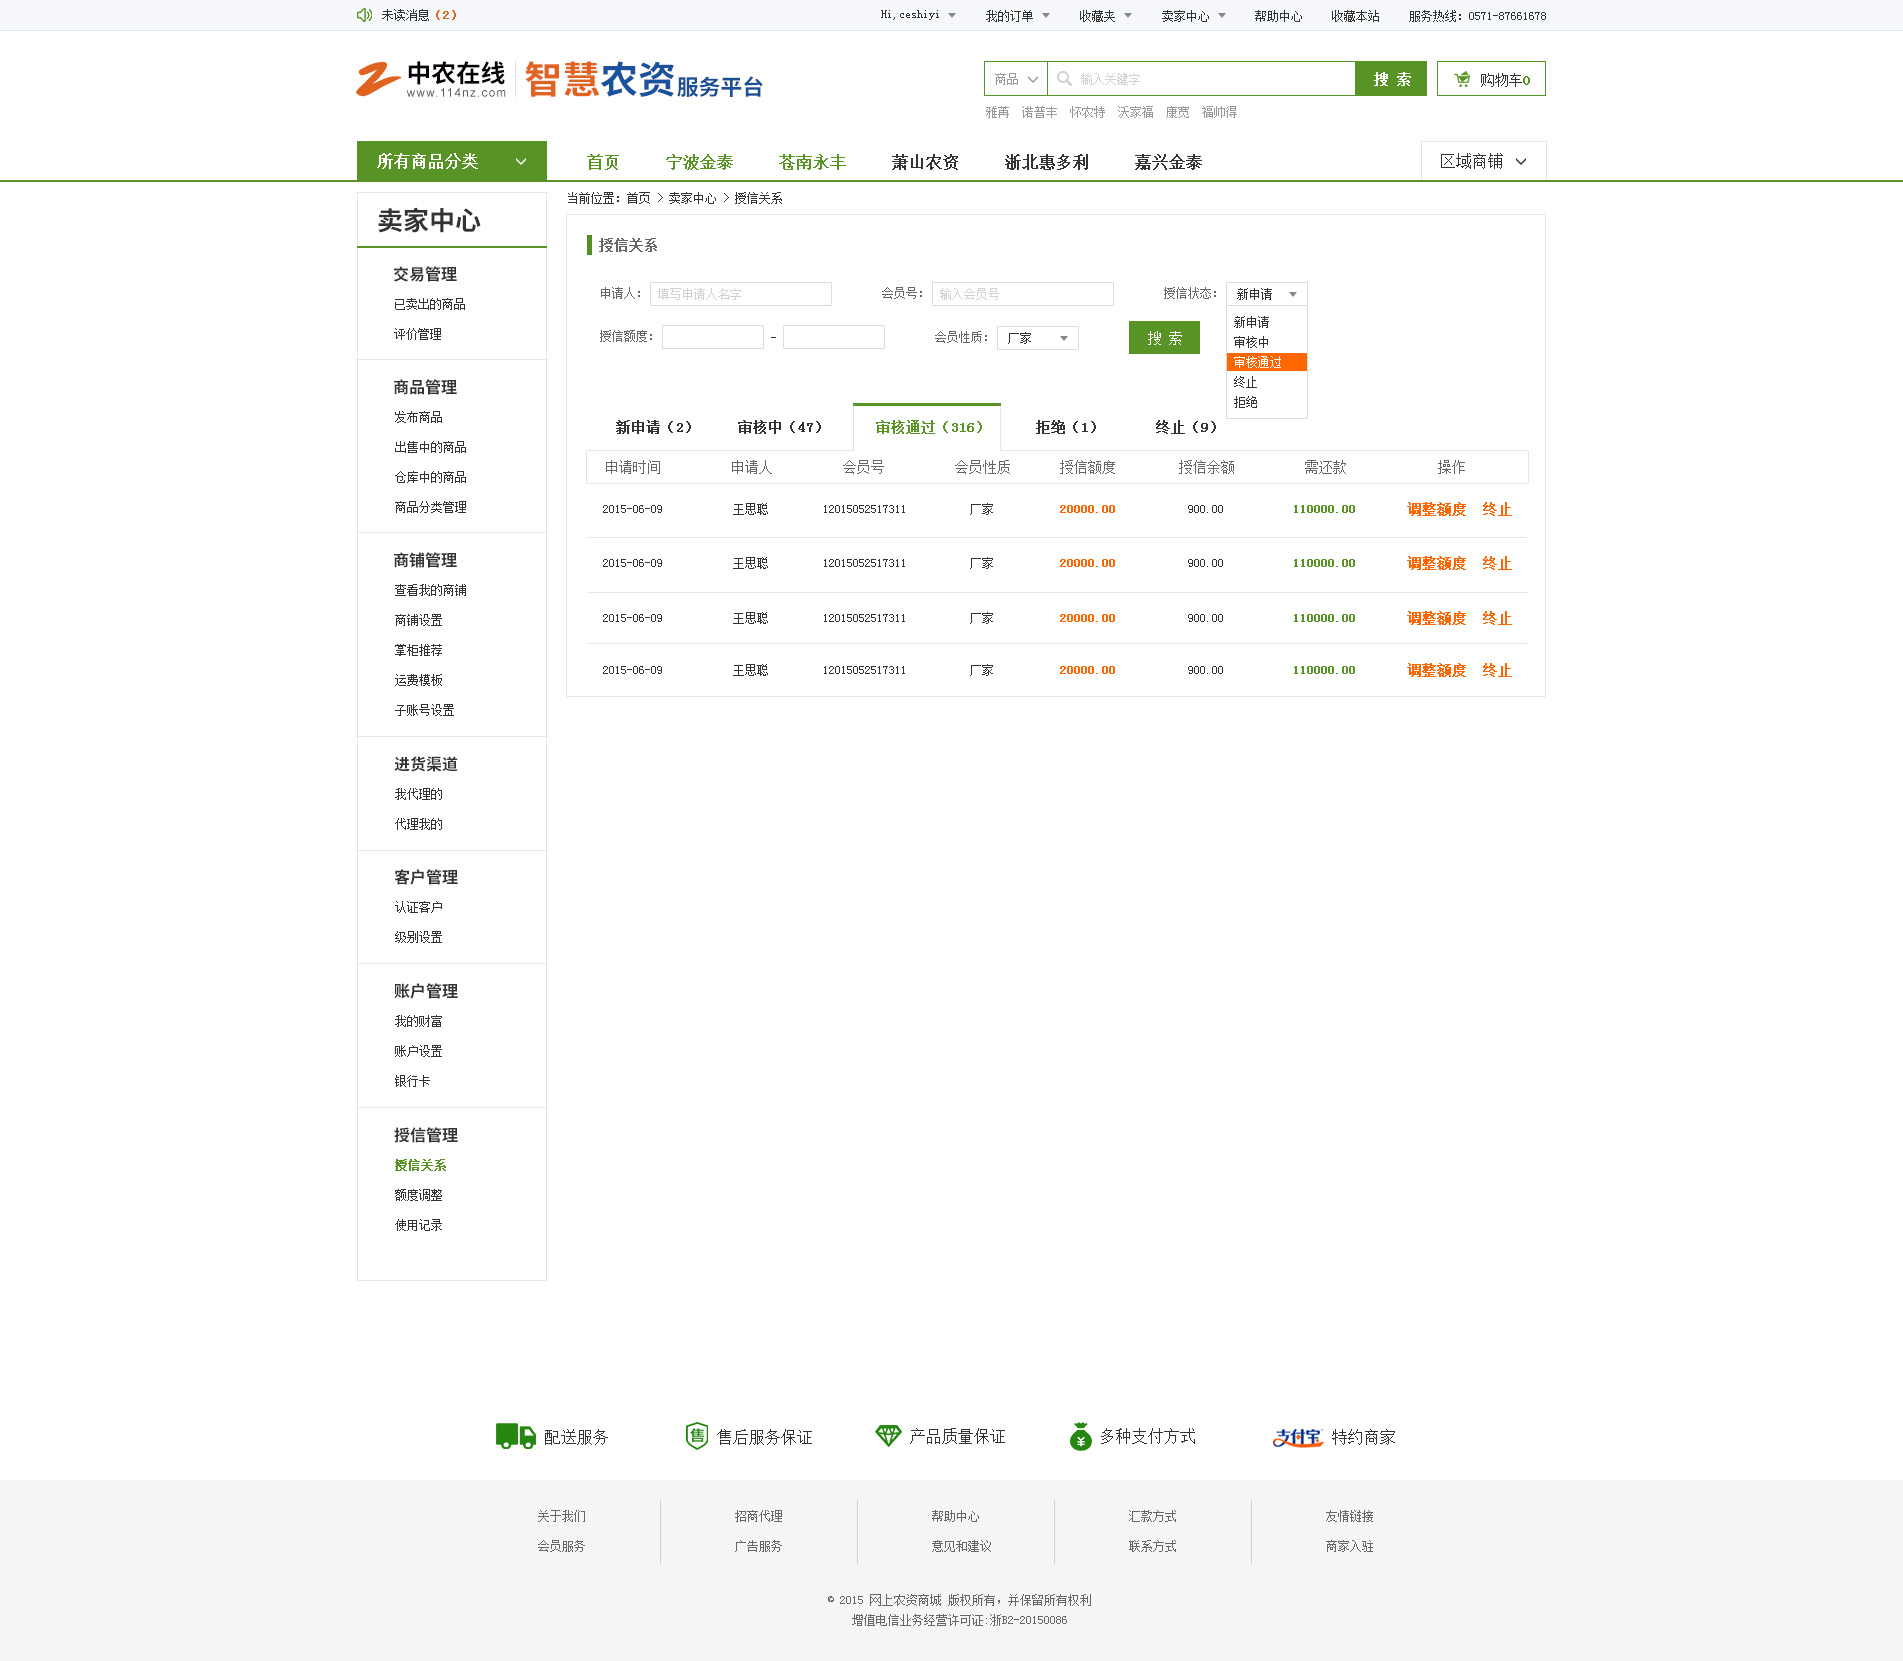 未读消息（2）
Hi, ceshiyi 我的订单 收藏夹 卖家中心 帮助中心 收藏本站 服务热线：0571-87661678
中农在线
www.114nz.com
智慧农资服务平台
商品 输入关键字 搜 索 购物车0
雅苒 诺普丰 怀农特 沃家福 康宽 福帅得
所有商品分类 首页 宁波金泰 苍南永丰 萧山农资 浙北惠多利 嘉兴金泰 区域商铺
卖家中心
交易管理
已卖出的商品
评价管理
商品管理
发布商品
出售中的商品
仓库中的商品
商品分类管理
商铺管理
查看我的商铺
商铺设置
掌柜推荐
运费模板
子账号设置
进货渠道
我代理的
代理我的
客户管理
认证客户
级别设置
账户管理
我的财富
账户设置
银行卡
授信管理
授信关系
额度调整
使用记录
当前位置：首页 > 卖家中心 > 授信关系
授信关系
申请人： 填写申请人名字 会员号： 输入会员号 授信状态： 新申请
授信额度： - 会员性质： 厂家 搜 索
新申请
审核中
审核通过
终止
拒绝
新申请（2） 审核中（47） 审核通过（316） 拒绝（1） 终止（9）
申请时间 申请人 会员号 会员性质 授信额度 授信余额 需还款 操作
2015-06-09 王思聪 12015052517311 厂家 20000.00 900.00 110000.00 调整额度 终止
2015-06-09 王思聪 12015052517311 厂家 20000.00 900.00 110000.00 调整额度 终止
2015-06-09 王思聪 12015052517311 厂家 20000.00 900.00 110000.00 调整额度 终止
2015-06-09 王思聪 12015052517311 厂家 20000.00 900.00 110000.00 调整额度 终止
配送服务 售 售后服务保证 产品质量保证 ¥ 多种支付方式 支付宝 特约商家
关于我们 招商代理 帮助中心 汇款方式 友情链接
会员服务 广告服务 意见和建议 联系方式 商家入驻
© 2015 网上农资商城 版权所有，并保留所有权利
增值电信业务经营许可证:浙B2-20150086